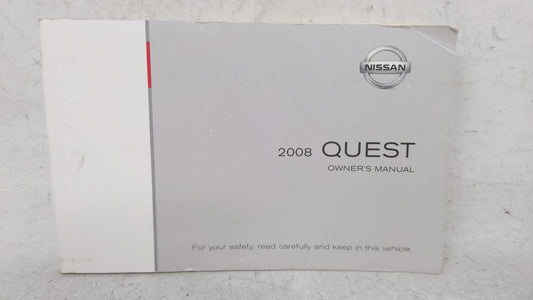 NISSAN
2008 QUEST
OWNER'S MANUAL
For your safety, read carefully and keep in this vehicle.